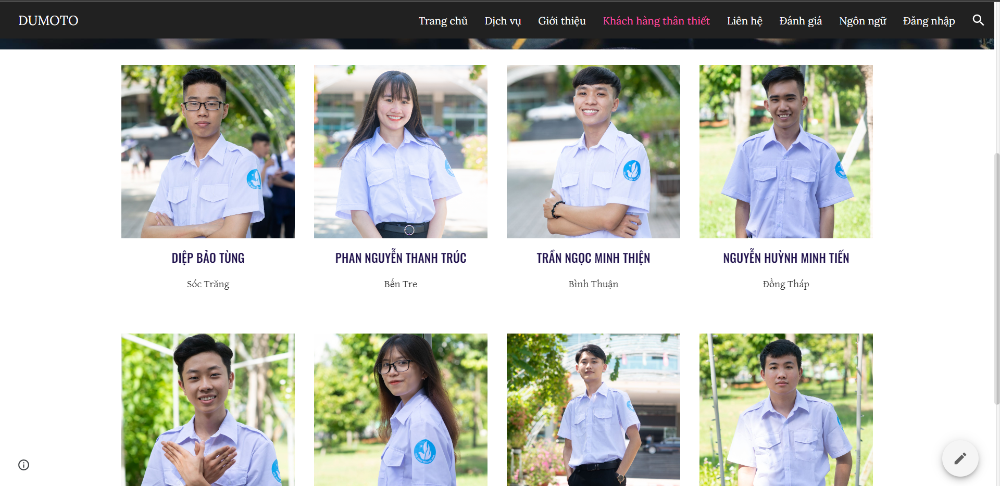 DUMOTO
Trang chủ
Dịch vụ
Giới thiệu
Khách hàng thân thiết
Liên hệ
Đánh giá
Ngôn ngữ
Đăng nhập
DIỆP BẢO TÙNG
PHAN NGUYỄN THANH TRÚC
TRẦN NGỌC MINH THIỆN
NGUYỄN HUỲNH MINH TIẾN
Sóc Trăng
Bến Tre
Bình Thuận
Đồng Tháp